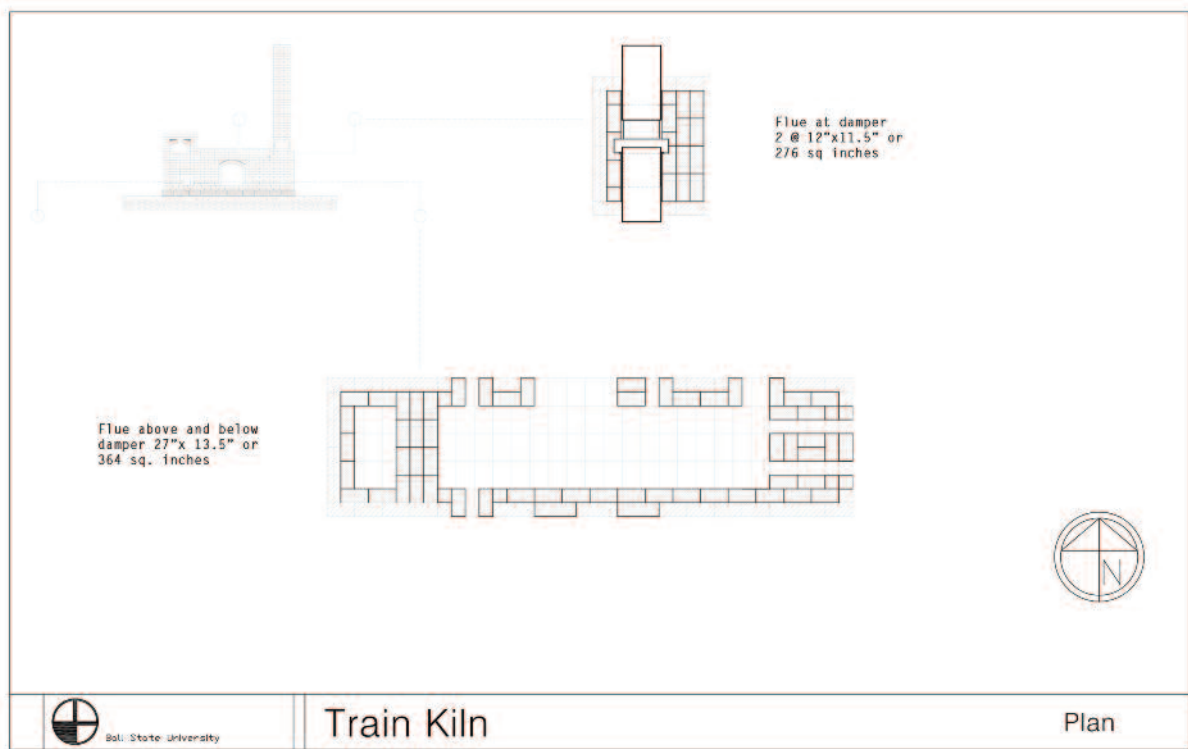 Flue at damper
2 @ 12"x11.5" or
276 sq inches
Flue above and below
damper 27"x 13.5" or
364 sq. inches
N
Ball State University
Train Kiln
Plan